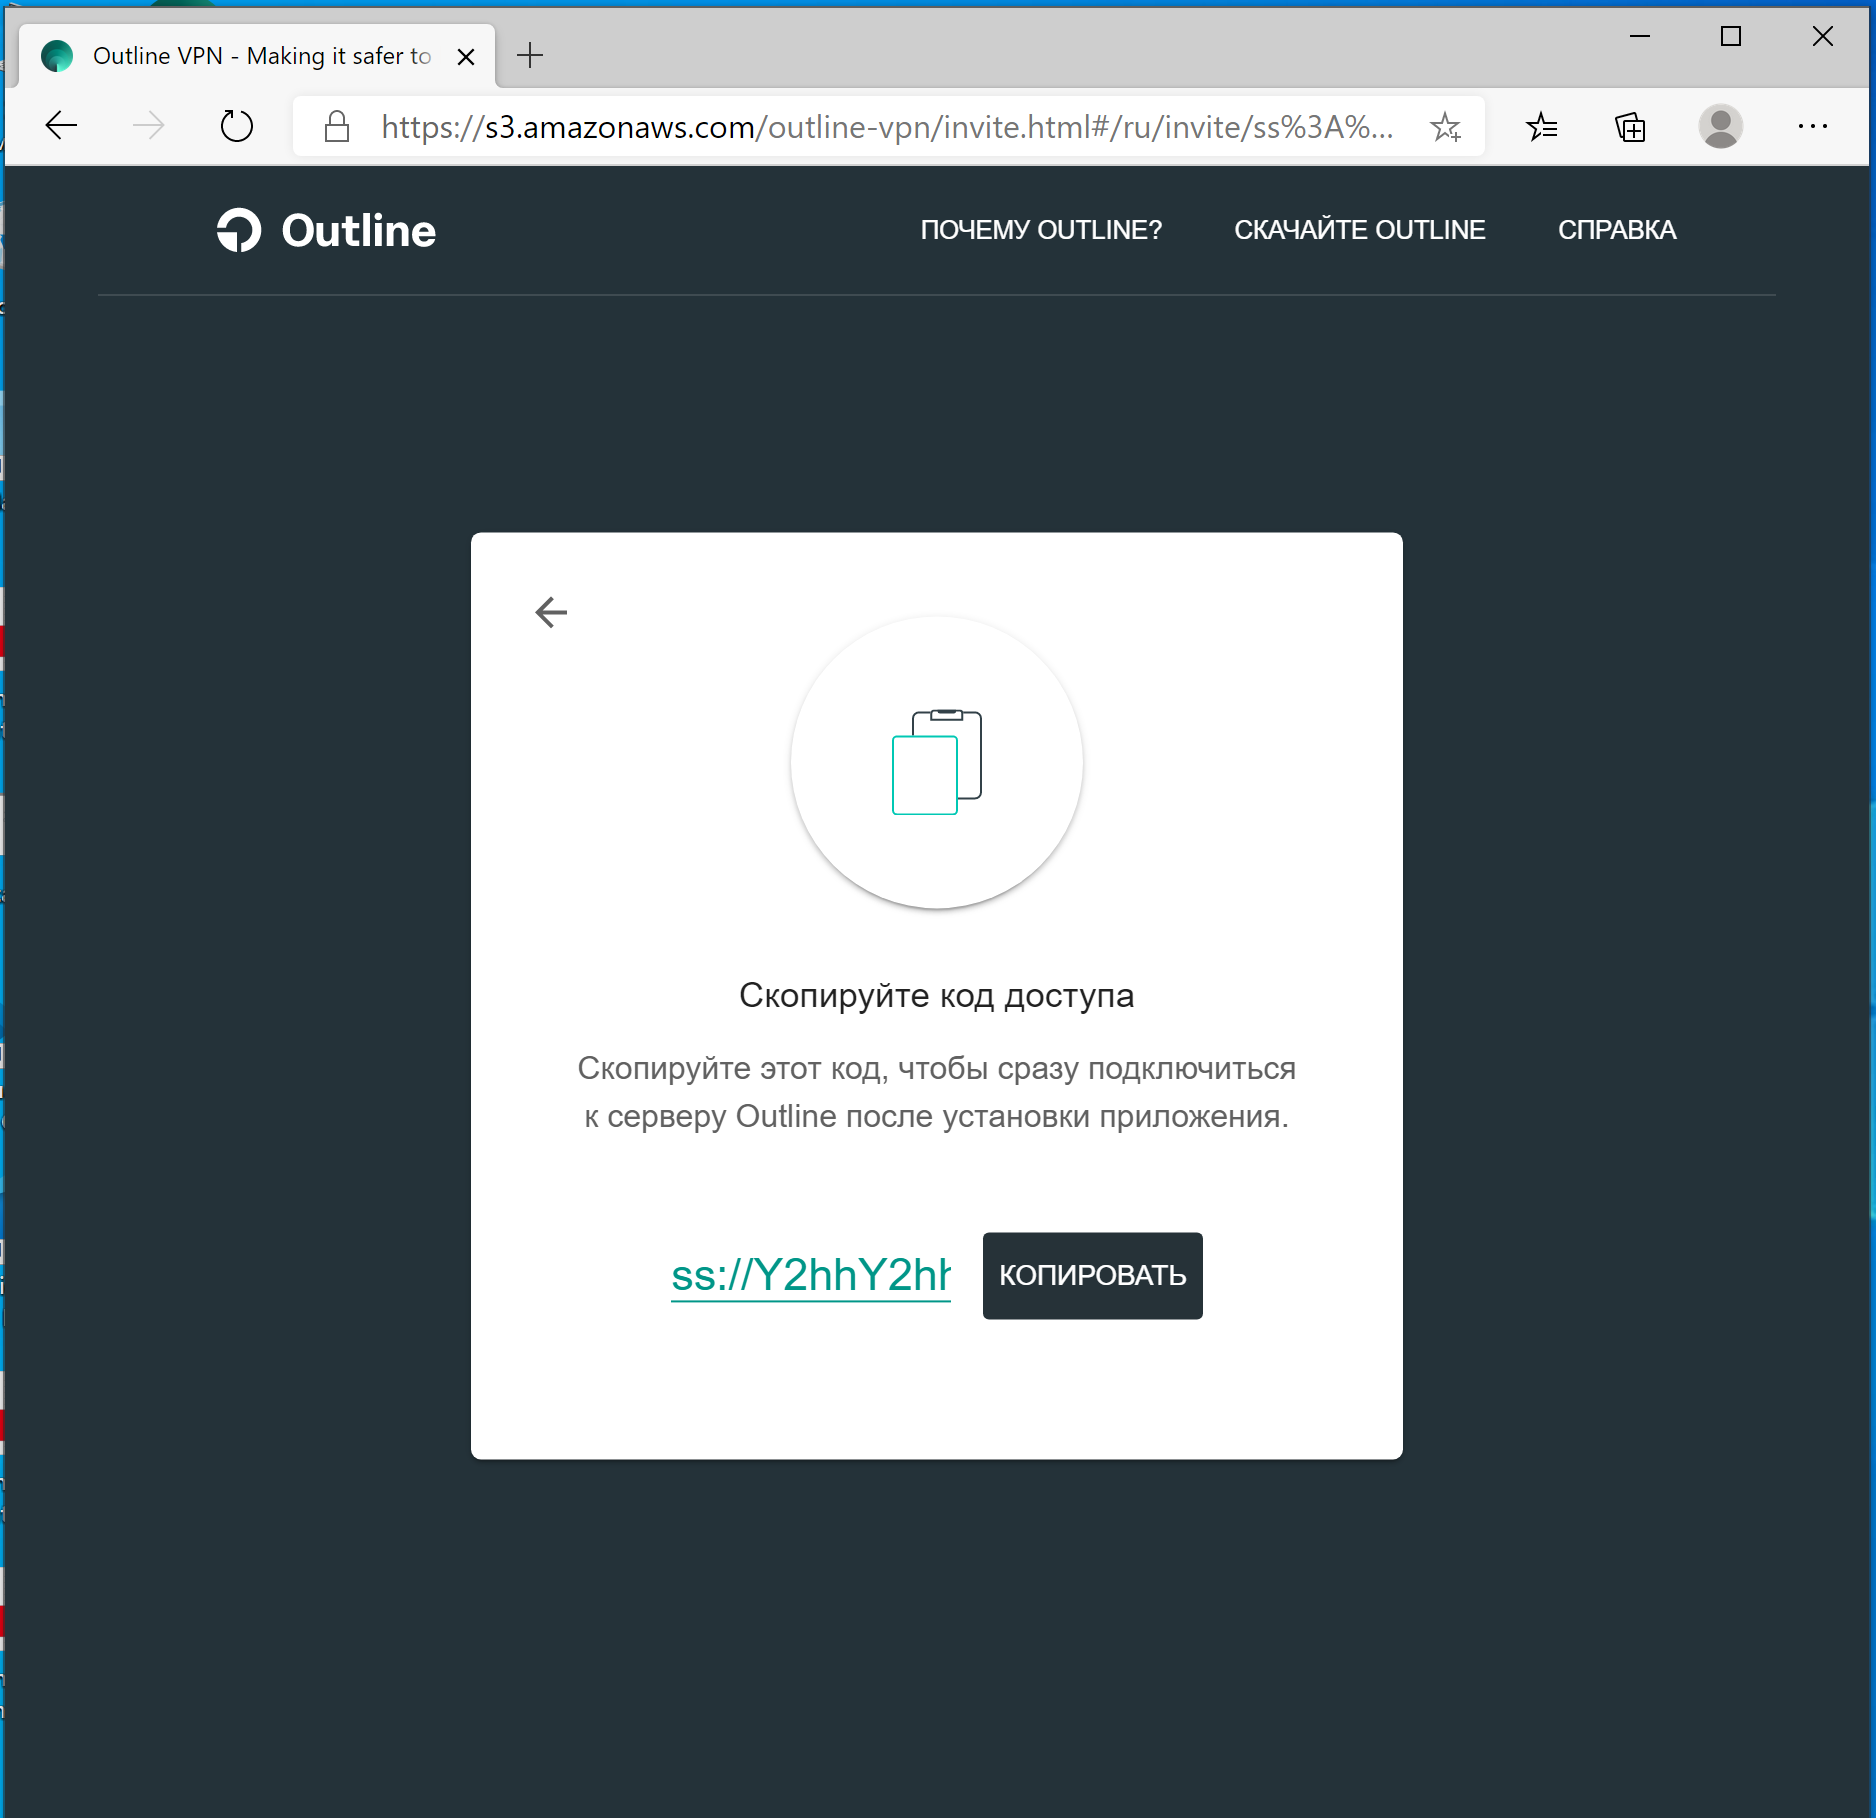 Outline VPN - Making it safer to
https://s3.amazonaws.com/outline-vpn/invite.html#/ru/invite/ss%3A%...
Outline
ПОЧЕМУ OUTLINE?
СКАЧАЙТЕ OUTLINE
СПРАВКА
Скопируйте код доступа
Скопируйте этот код, чтобы сразу подключиться
к серверу Outline после установки приложения.
ss://Y2hhY2hh
КОПИРОВАТЬ